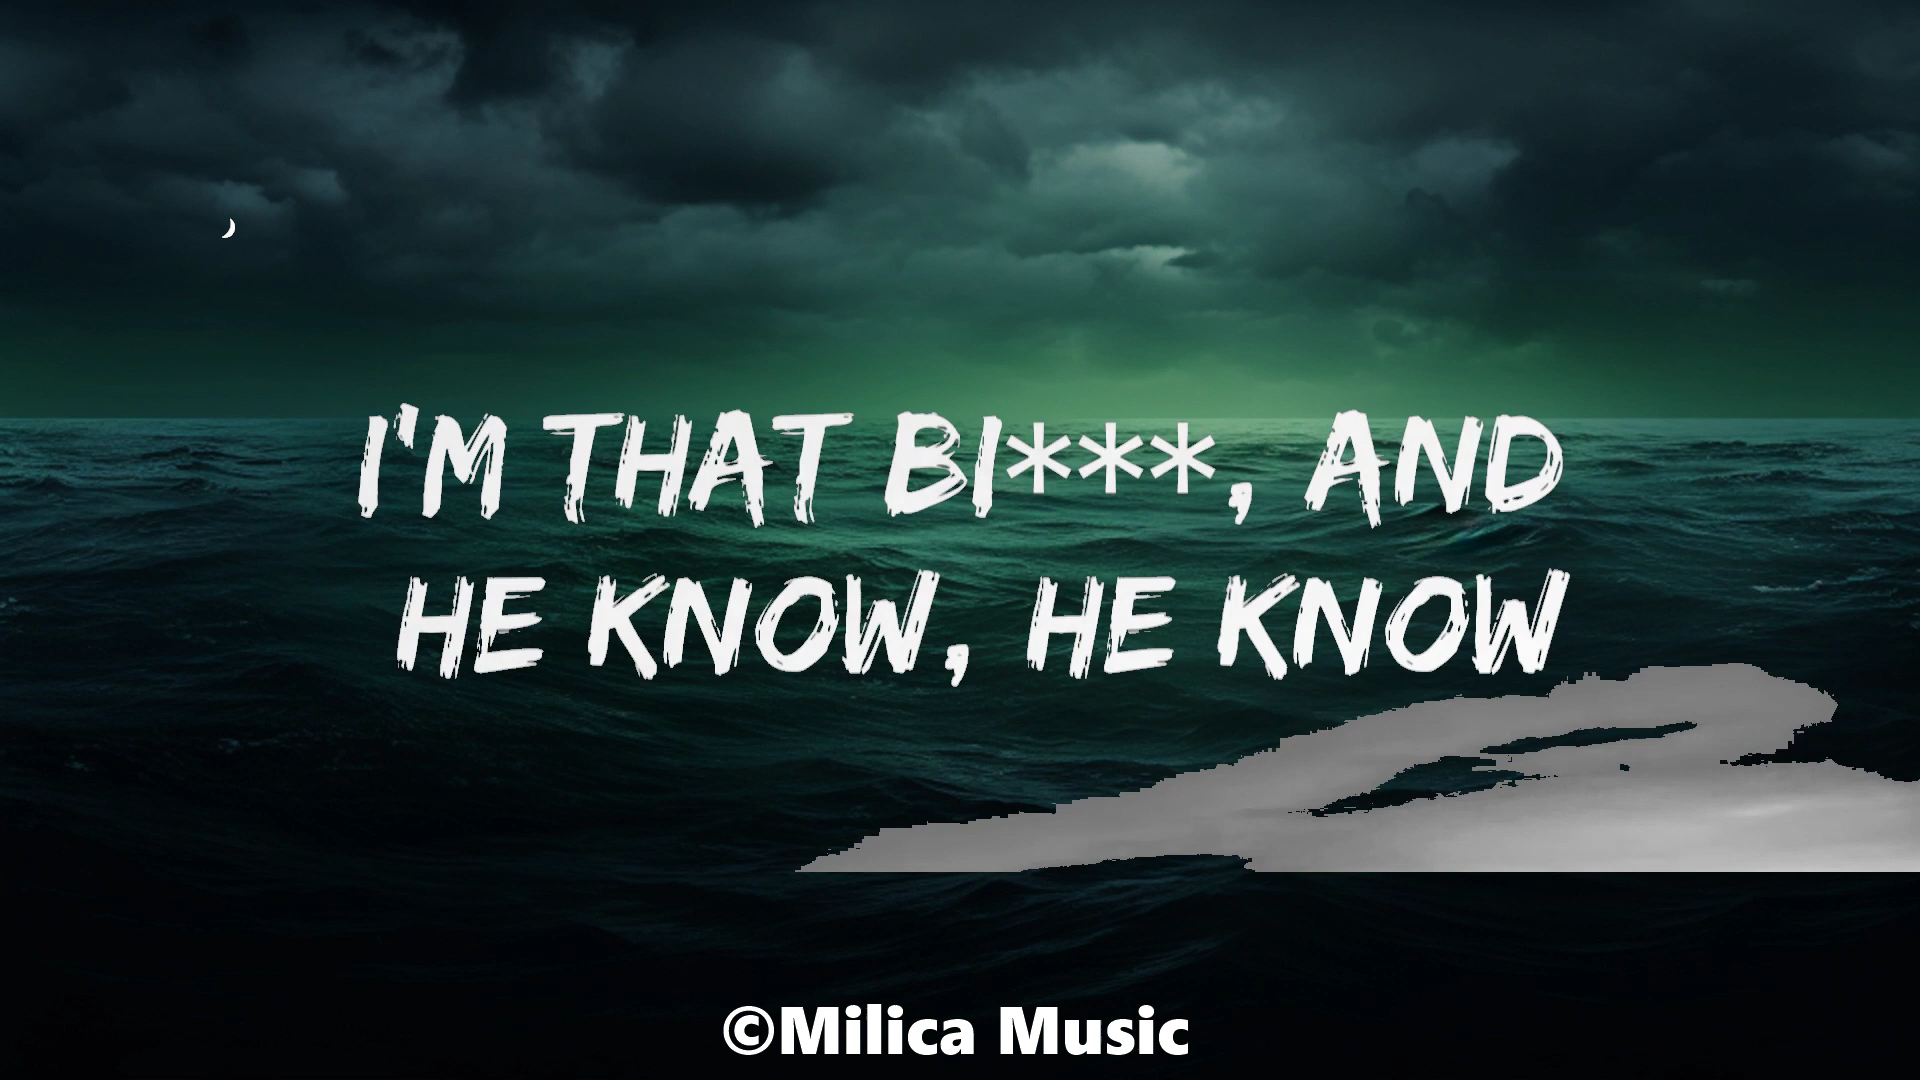 I'M THAT BI***, AND
HE KNOW, HE KNOW
©Milica Music